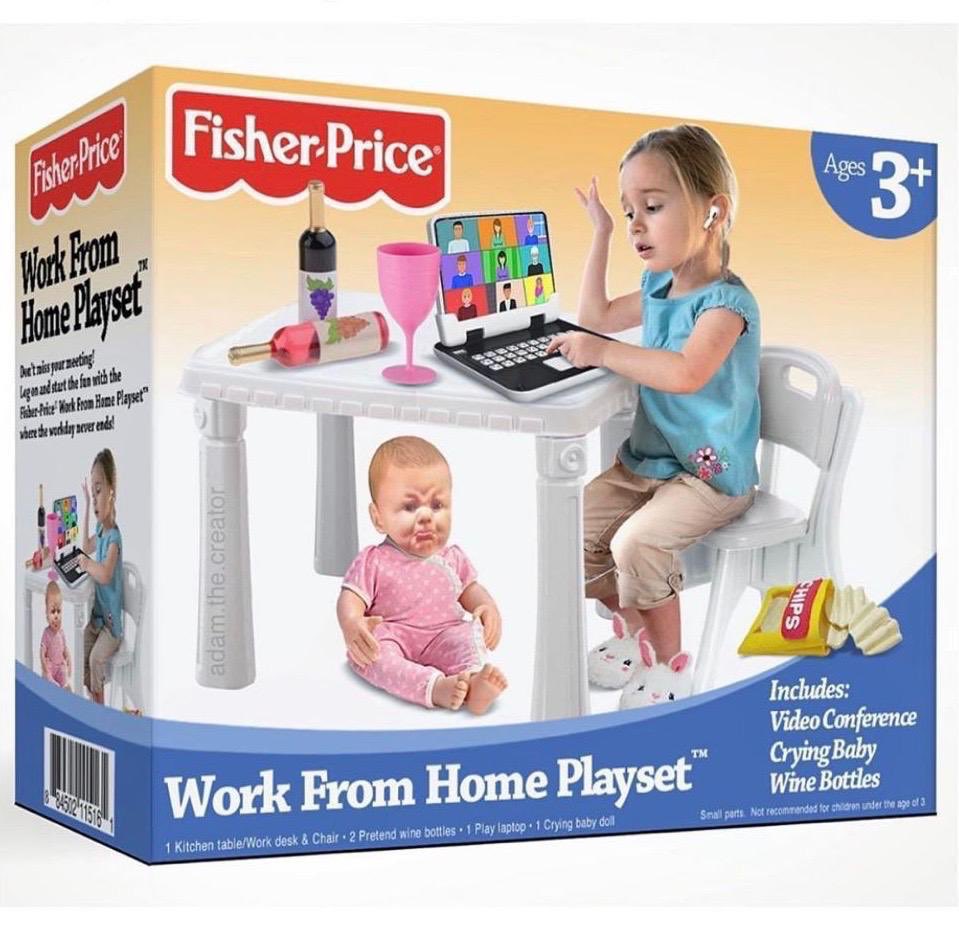 Fisher-Price
Work From
Home Playset™
Don't miss your meeting!
Log on and start the fun with the
Fisher-Price® Work From Home Playset™
where the workday never ends!
8 84502 11516 1
Fisher-Price®
Ages 3+
CHIPS
adam.the.creator
Includes:
Video Conference
Crying Baby
Wine Bottles
Work From Home Playset™
Small parts. Not recommended for children under the age of 3
1 Kitchen table/Work desk & Chair • 2 Pretend wine bottles • 1 Play laptop • 1 Crying baby doll